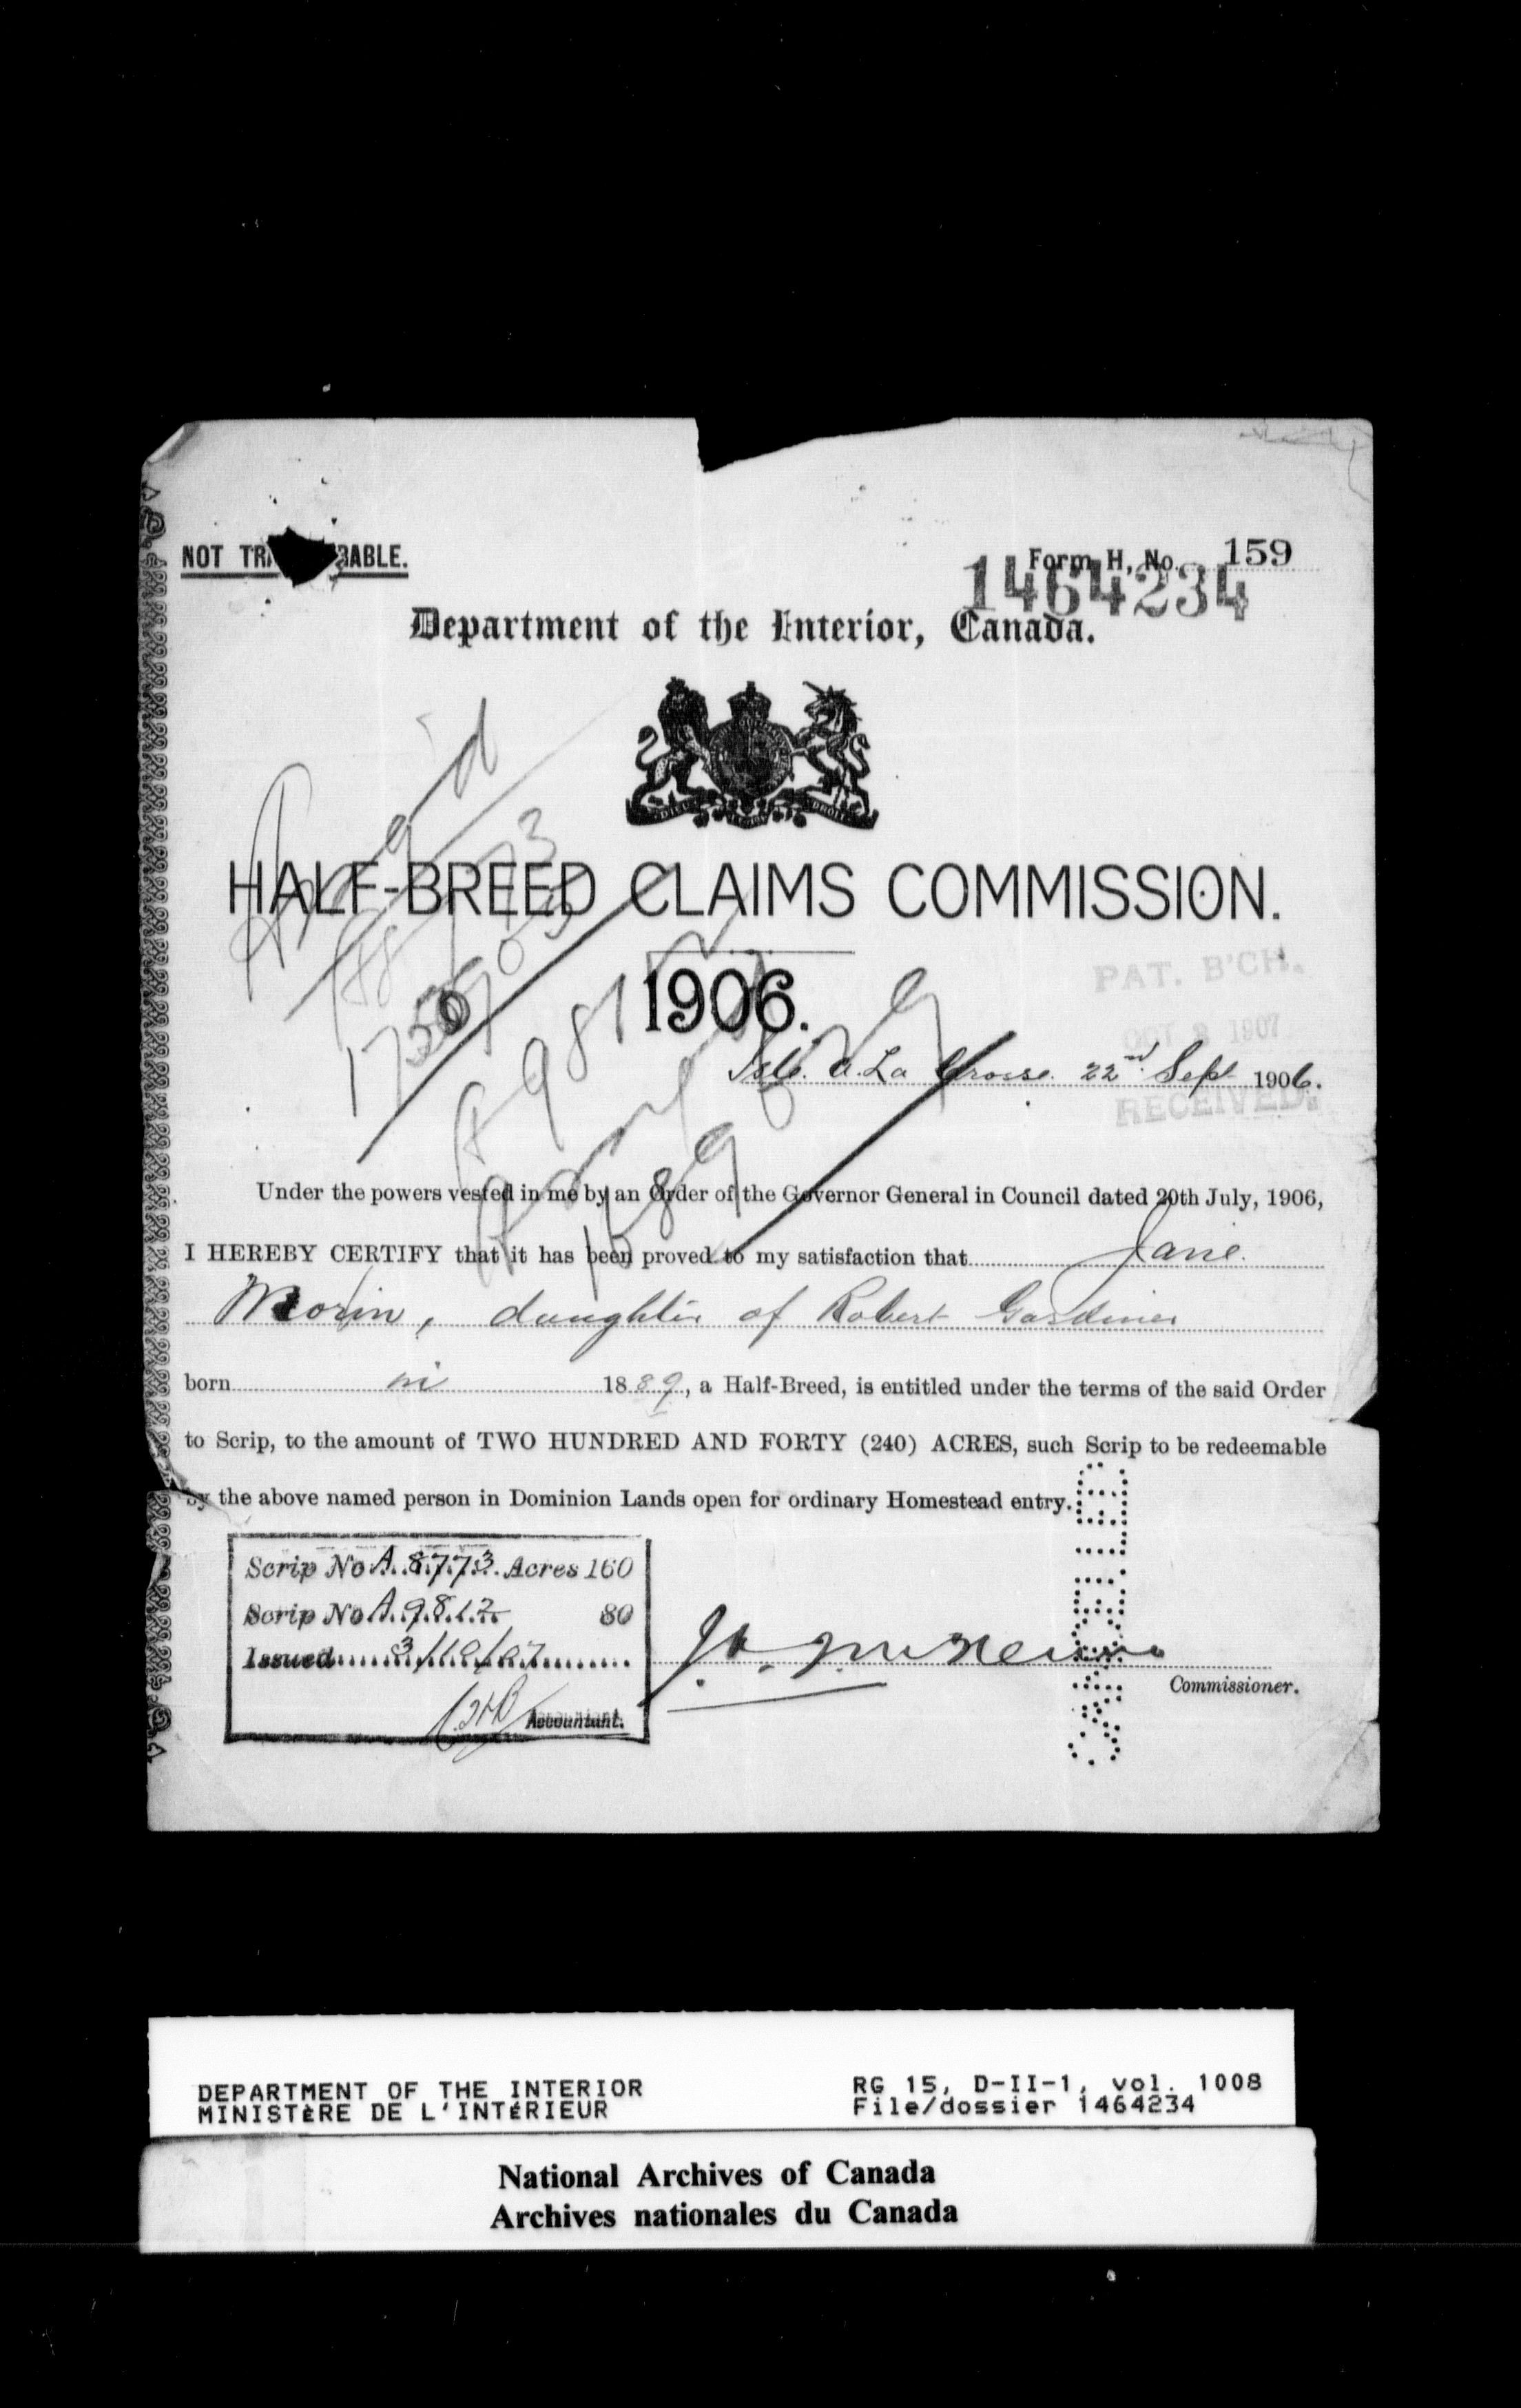 NOT TRA RABLE.
Form H, No. 159
1464234
Department of the Interior, Canada.
HALF-BREED CLAIMS COMMISSION.
1906.
PAT. B'CH.
OCT 3 1907
RECEIVED.
Isle. a. La Crosse. 22nd. Sept 1906.
Under the powers vested in me by an Order of the Governor General in Council dated 20th July, 1906,
I HEREBY CERTIFY that it has been proved to my satisfaction that Jane.
Morin, daughter of Robert Gardiner
born in 1889, a Half-Breed, is entitled under the terms of the said Order
to Scrip, to the amount of TWO HUNDRED AND FORTY (240) ACRES, such Scrip to be redeemable
by the above named person in Dominion Lands open for ordinary Homestead entry.
Scrip No A. 8773. Acres 160
Scrip No A. 9812 80
Issued 3/10/07
Accountant.
Commissioner.
DEPARTMENT OF THE INTERIOR
MINISTÈRE DE L'INTÉRIEUR
RG 15, D-II-1, vol. 1008
File/dossier 1464234
National Archives of Canada
Archives nationales du Canada